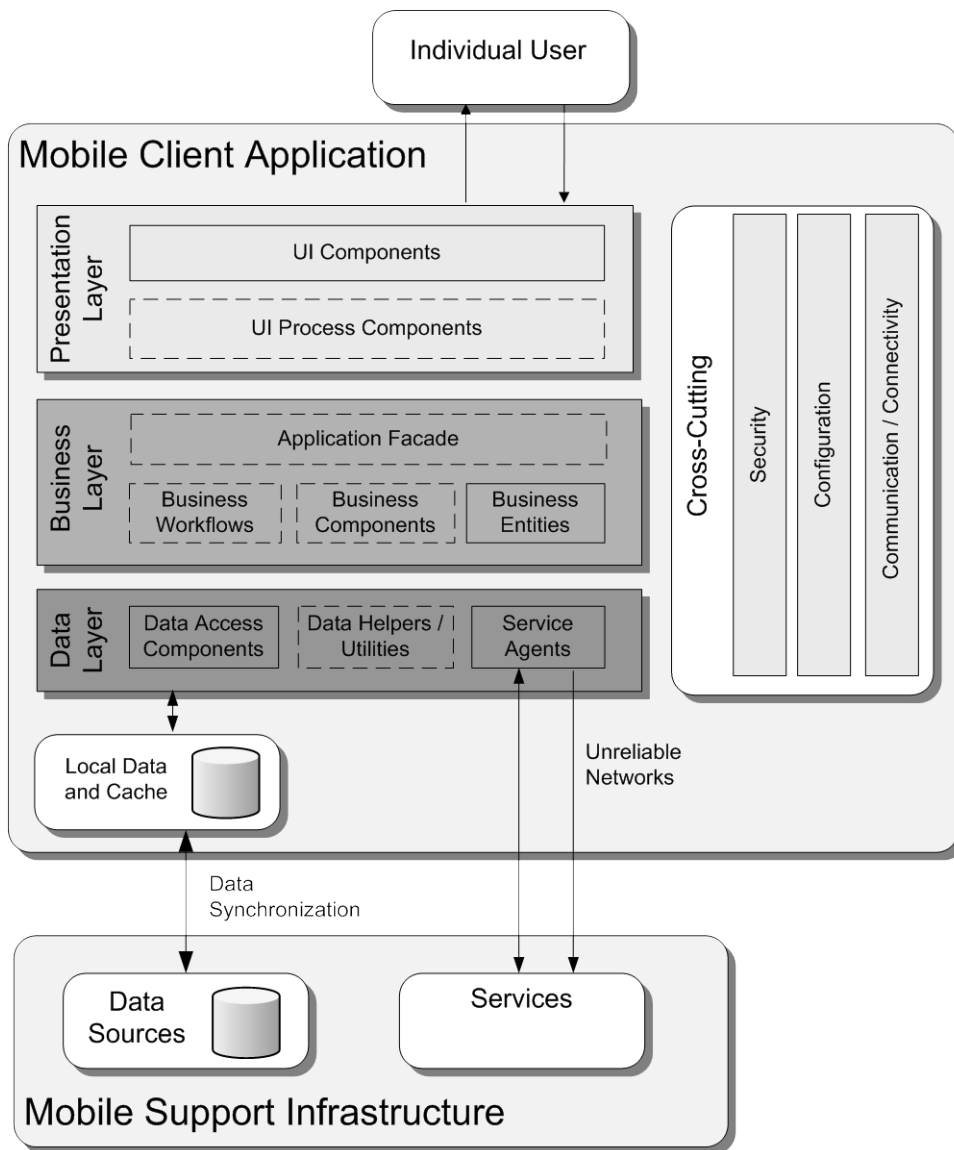 Individual User
Mobile Client Application
Presentation
Layer
UI Components
UI Process Components
Business
Layer
Application Facade
Business
Workflows
Business
Components
Business
Entities
Data
Layer
Data Access
Components
Data Helpers /
Utilities
Service
Agents
Cross-Cutting
Security
Configuration
Communication / Connectivity
Local Data
and Cache
Unreliable
Networks
Data
Synchronization
Data
Sources
Services
Mobile Support Infrastructure